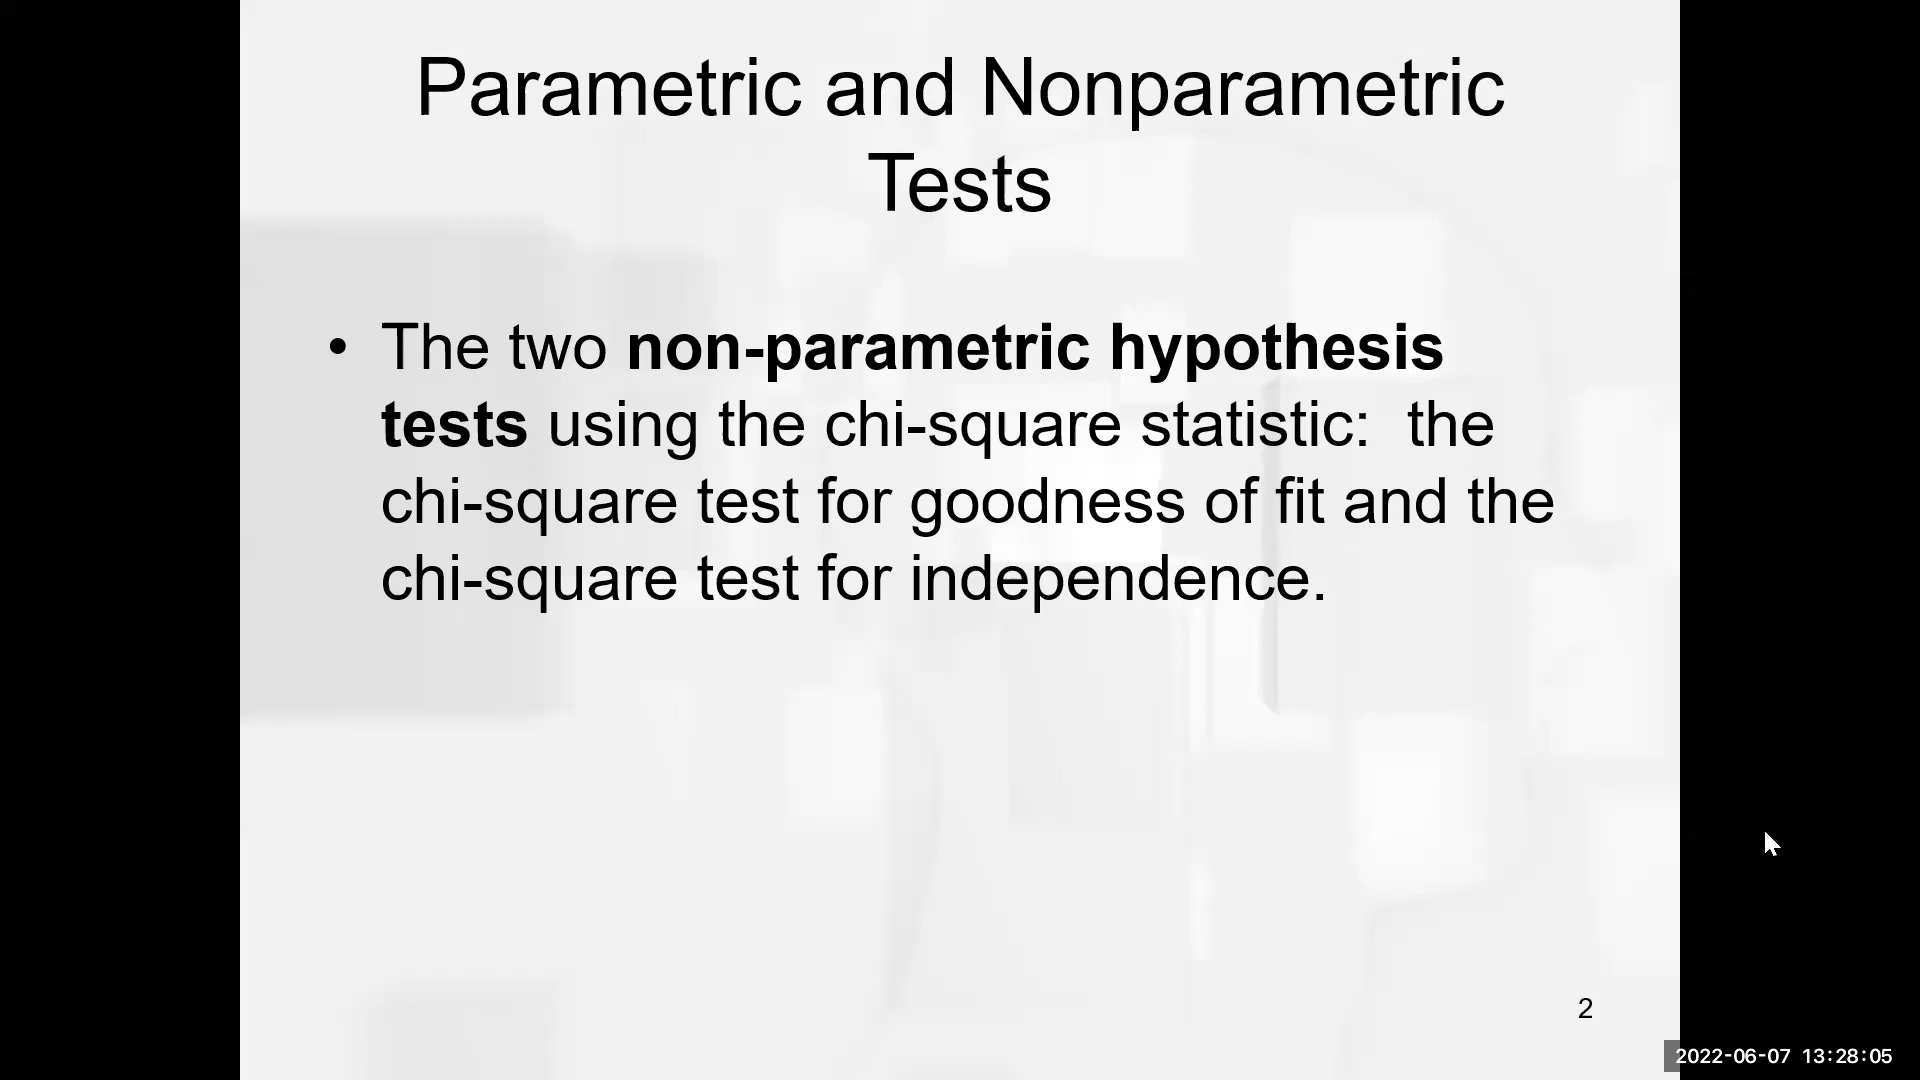 Parametric and Nonparametric
Tests
• The two non-parametric hypothesis
tests using the chi-square statistic:  the
chi-square test for goodness of fit and the
chi-square test for independence.
2
2022-06-07 13:28:05